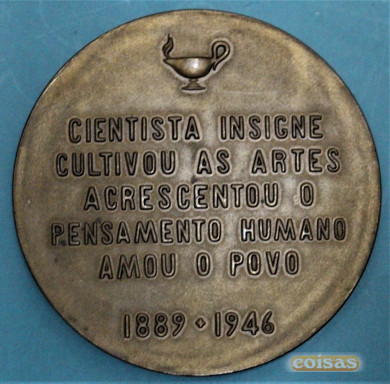 CIENTISTA INSIGNE
CULTIVOU AS ARTES
ACRESCENTOU O
PENSAMENTO HUMANO
AMOU O POVO
1889 • 1946
coisas